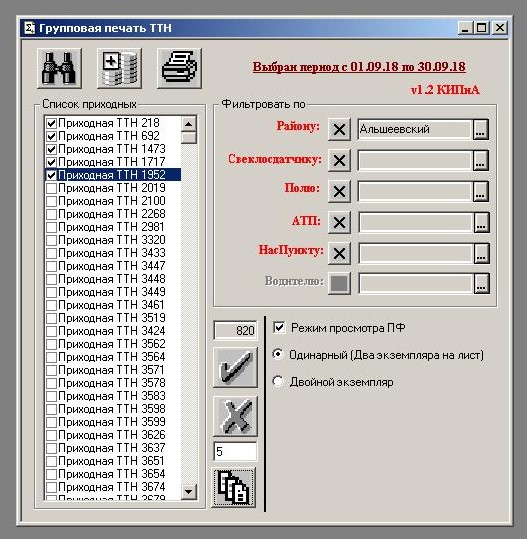 Групповая печать ТТН
Выбран период с 01.09.18 по 30.09.18
v1.2 КИПиА
Список приходных
Приходная ТТН 218
Приходная ТТН 692
Приходная ТТН 1473
Приходная ТТН 1717
Приходная ТТН 1952
Приходная ТТН 2019
Приходная ТТН 2100
Приходная ТТН 2268
Приходная ТТН 2981
Приходная ТТН 3320
Приходная ТТН 3433
Приходная ТТН 3447
Приходная ТТН 3448
Приходная ТТН 3449
Приходная ТТН 3461
Приходная ТТН 3519
Приходная ТТН 3424
Приходная ТТН 3562
Приходная ТТН 3564
Приходная ТТН 3571
Приходная ТТН 3578
Приходная ТТН 3583
Приходная ТТН 3598
Приходная ТТН 3599
Приходная ТТН 3626
Приходная ТТН 3637
Приходная ТТН 3651
Приходная ТТН 3654
Приходная ТТН 3674
Приходная ТТН 3679
Фильтровать по
Району: Альшеевский ...
Свеклосдатчику: ...
Полю: ...
АТП: ...
НасПункту: ...
Водителю: ...
820
5
Режим просмотра ПФ
Одинарный (Два экземпляра на лист)
Двойной экземпляр